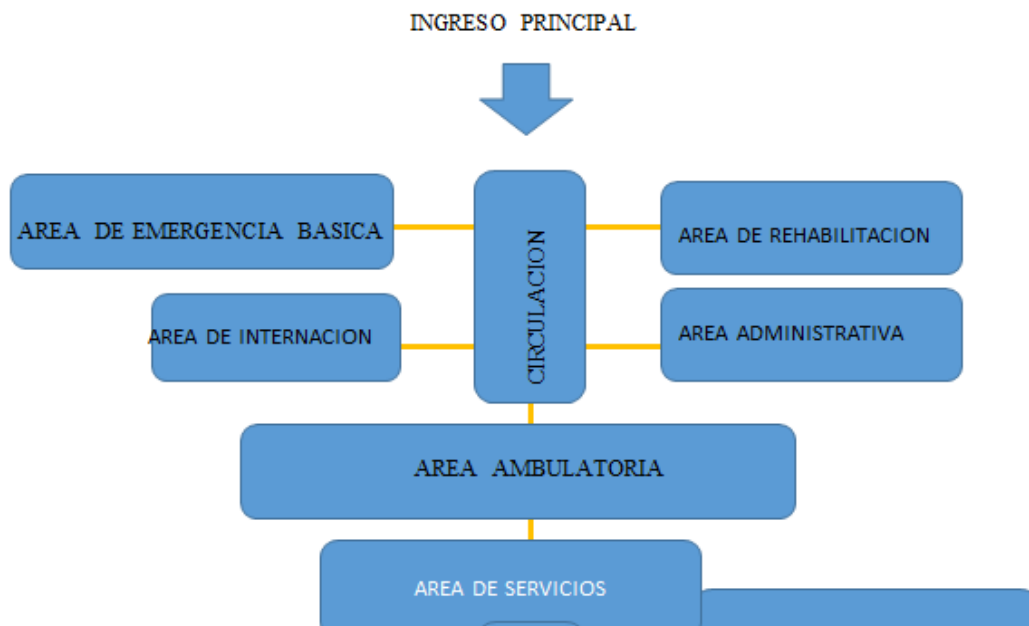 INGRESO PRINCIPAL
AREA DE EMERGENCIA BASICA
CIRCULACION
AREA DE REHABILITACION
AREA DE INTERNACION
AREA ADMINISTRATIVA
AREA AMBULATORIA
AREA DE SERVICIOS